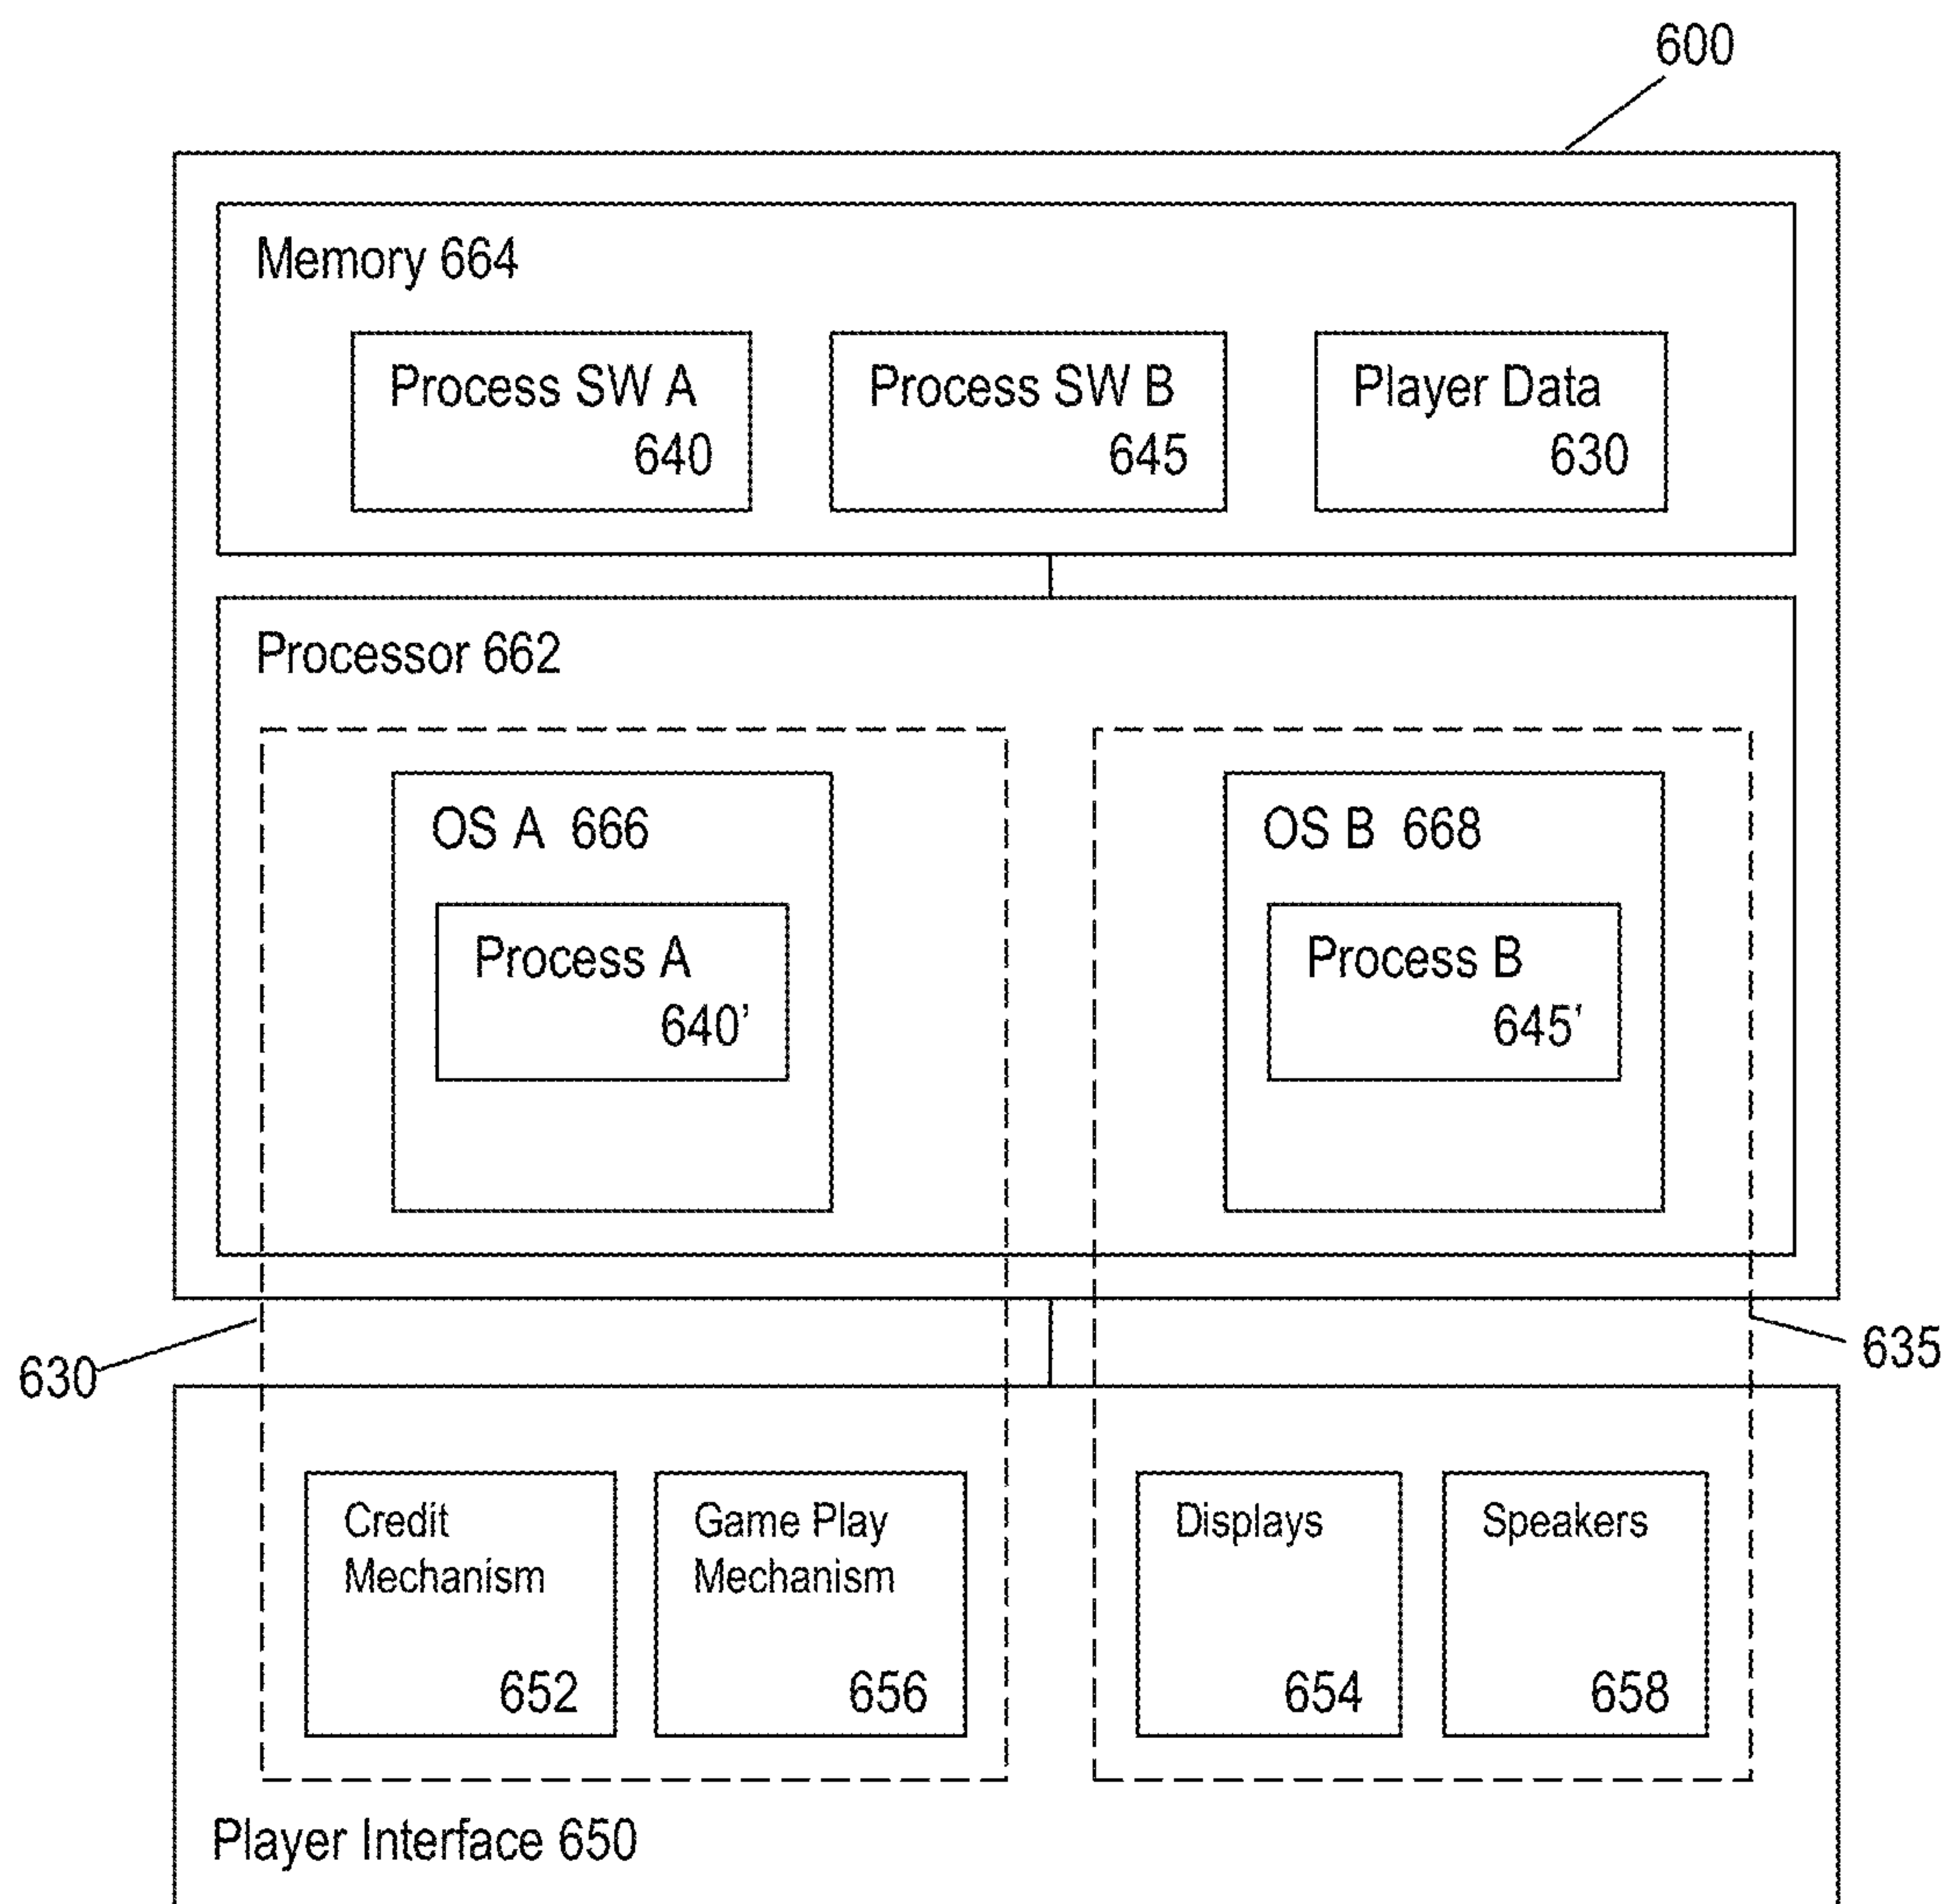 600
Memory 664
Process SW A
640
Process SW B
645
Player Data
630
Processor 662
OS A 666
Process A
640’
OS B 668
Process B
645’
630
635
Credit
Mechanism
652
Game Play
Mechanism
656
Displays
654
Speakers
658
Player Interface 650